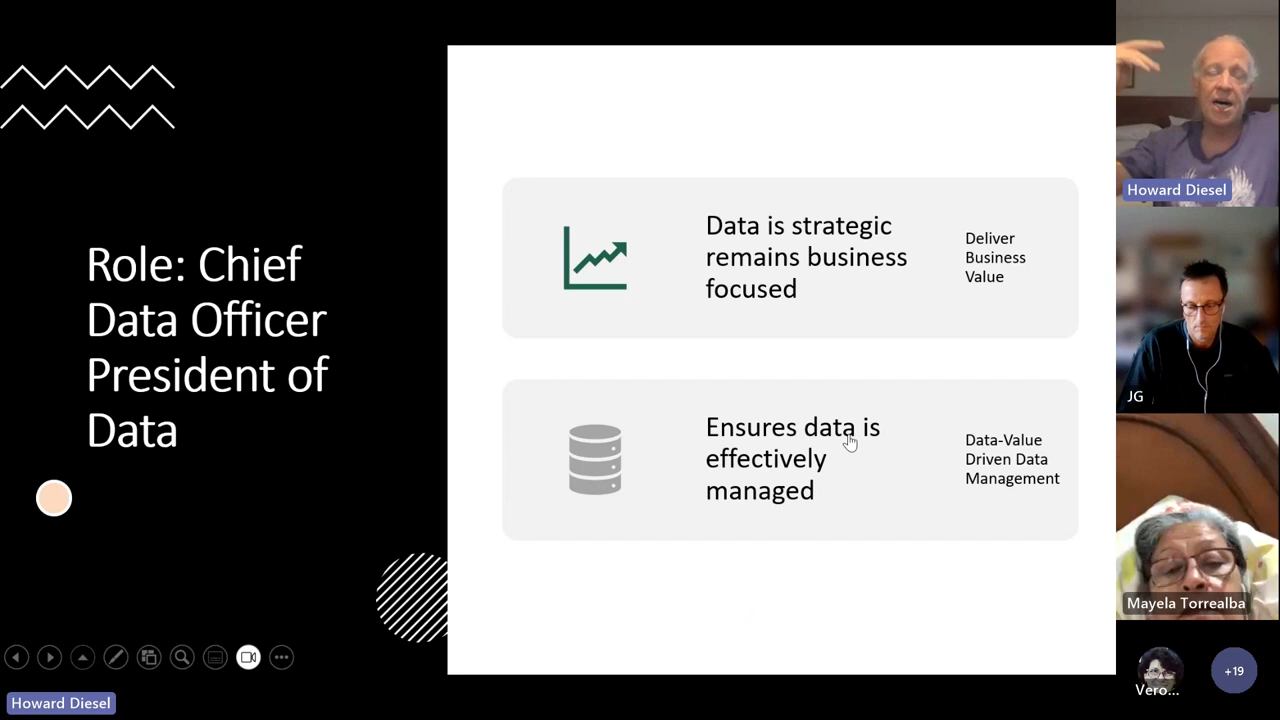 Role: Chief
Data Officer
President of
Data
Data is strategic
remains business
focused
Deliver
Business
Value
Ensures data is
effectively
managed
Data-Value
Driven Data
Management
Howard Diesel
JG
Mayela Torrealba
Vero...
+19
Howard Diesel